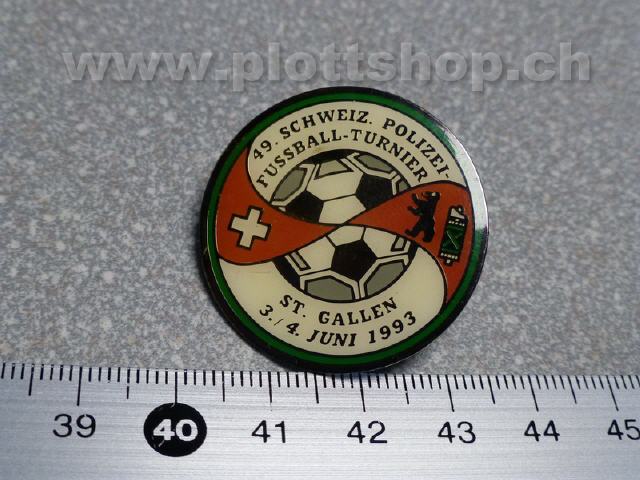 www.plottshop.ch
49. SCHWEIZ. POLIZEI-
FUSSBALL-TURNIER
ST. GALLEN
3./4. JUNI 1993
39 40 41 42 43 44 45